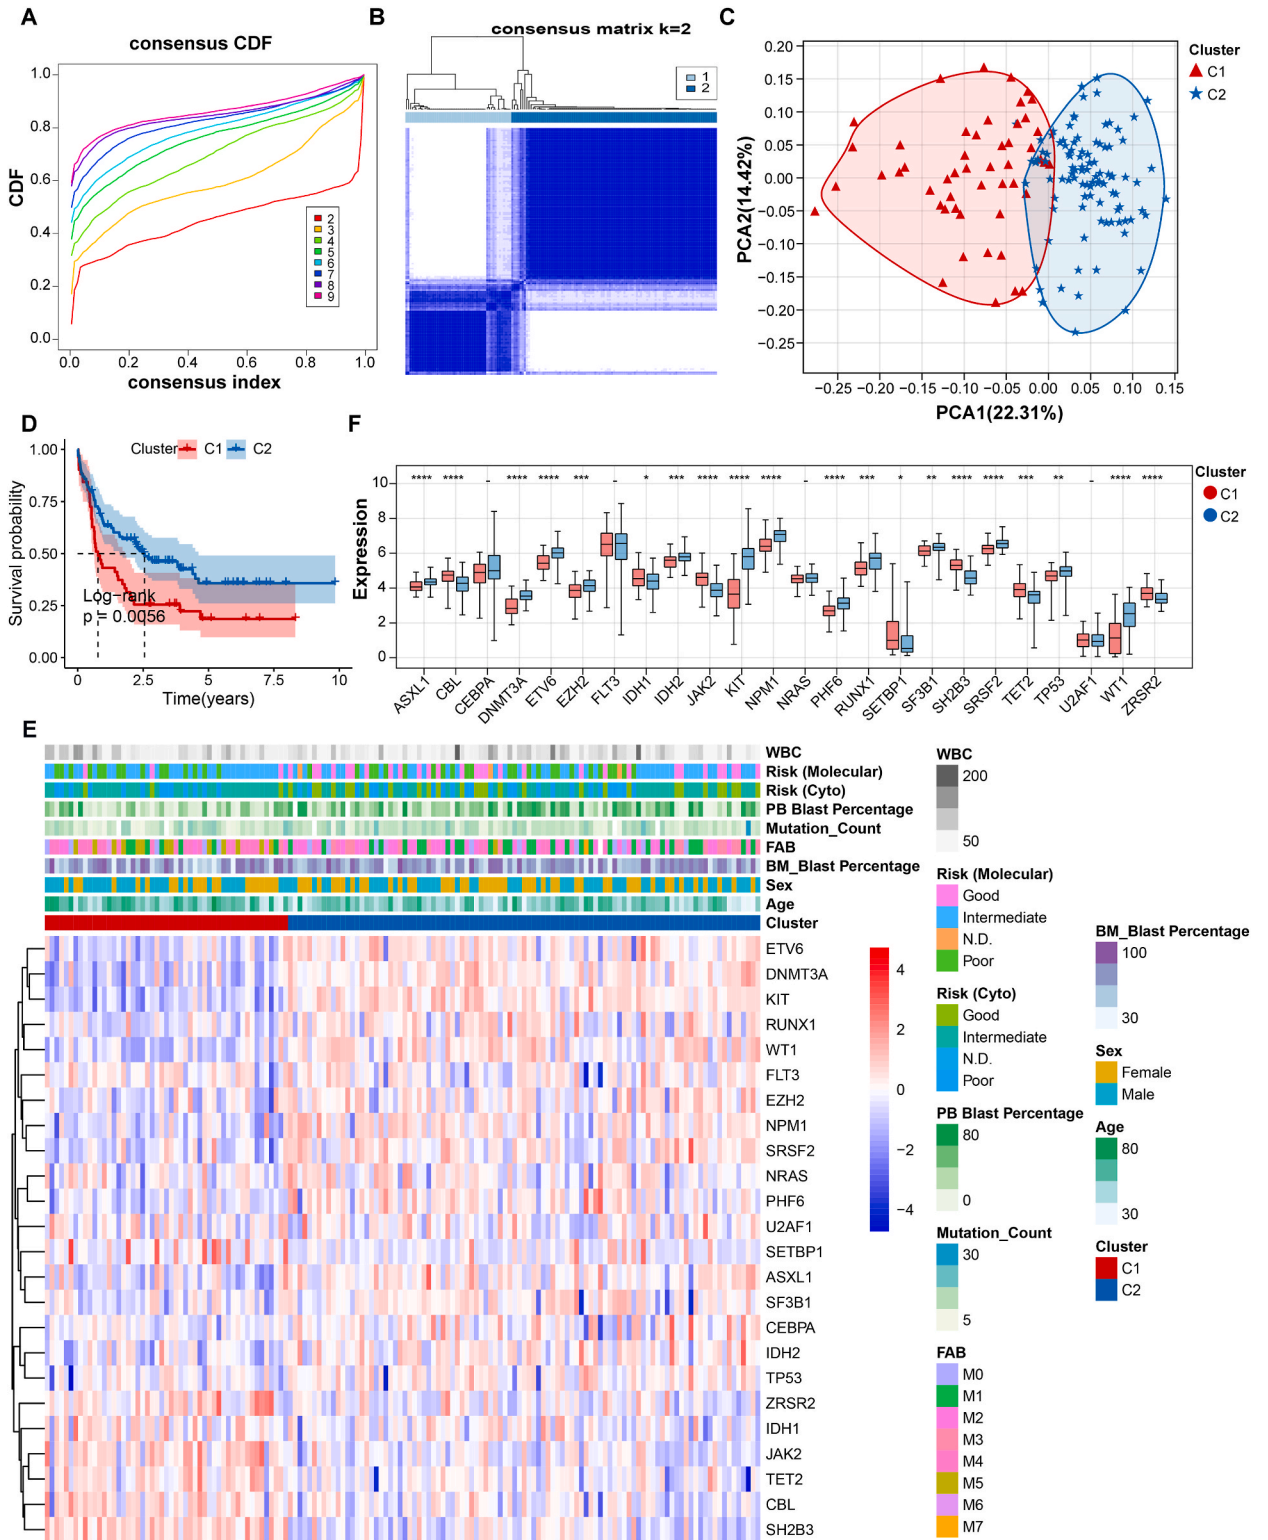 A
consensus CDF
CDF
1.0
0.8
0.6
0.4
0.2
0.0
0.0 0.2 0.4 0.6 0.8 1.0
consensus index
2
3
4
5
6
7
8
9
B
consensus matrix k=2
1
2
C
PCA2(14.42%)
0.20
0.15
0.10
0.05
0.00
−0.05
−0.10
−0.15
−0.20
−0.25
−0.25 −0.20 −0.15 −0.10 −0.05 0.00 0.05 0.10 0.15
PCA1(22.31%)
Cluster
C1
C2
D
Cluster C1 C2
Survival probability
1.00
0.75
0.50
0.25
0.00
Log−rank
p = 0.0056
0 2.5 5 7.5 10
Time(years)
F
Expression
10
8
6
4
2
0
**** **** - **** **** *** - * *** **** **** **** - **** *** * ** **** **** *** ** - **** ****
ASXL1 CBL CEBPA DNMT3A ETV6 EZH2 FLT3 IDH1 IDH2 JAK2 KIT NPM1 NRAS PHF6 RUNX1 SETBP1 SF3B1 SH2B3 SRSF2 TET2 TP53 U2AF1 WT1 ZRSR2
Cluster
C1
C2
E
WBC
Risk (Molecular)
Risk (Cyto)
PB Blast Percentage
Mutation_Count
FAB
BM_Blast Percentage
Sex
Age
Cluster
ETV6
DNMT3A
KIT
RUNX1
WT1
FLT3
EZH2
NPM1
SRSF2
NRAS
PHF6
U2AF1
SETBP1
ASXL1
SF3B1
CEBPA
IDH2
TP53
ZRSR2
IDH1
JAK2
TET2
CBL
SH2B3
4
2
0
−2
−4
WBC
200
50
Risk (Molecular)
Good
Intermediate
N.D.
Poor
Risk (Cyto)
Good
Intermediate
N.D.
Poor
PB Blast Percentage
80
0
Mutation_Count
30
5
FAB
M0
M1
M2
M3
M4
M5
M6
M7
BM_Blast Percentage
100
30
Sex
Female
Male
Age
80
30
Cluster
C1
C2